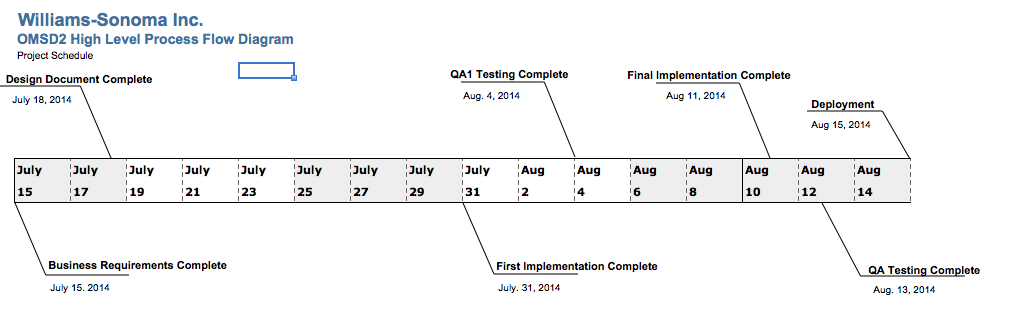 Williams-Sonoma Inc.
OMSD2 High Level Process Flow Diagram
Project Schedule
Design Document Complete
July 18, 2014
QA1 Testing Complete
Aug. 4, 2014
Final Implementation Complete
Aug 11, 2014
Deployment
Aug 15, 2014
July July July July July July July July July Aug Aug Aug Aug Aug Aug Aug
15 17 19 21 23 25 27 29 31 2 4 6 8 10 12 14
Business Requirements Complete
July 15. 2014
First Implementation Complete
July. 31, 2014
QA Testing Complete
Aug. 13, 2014